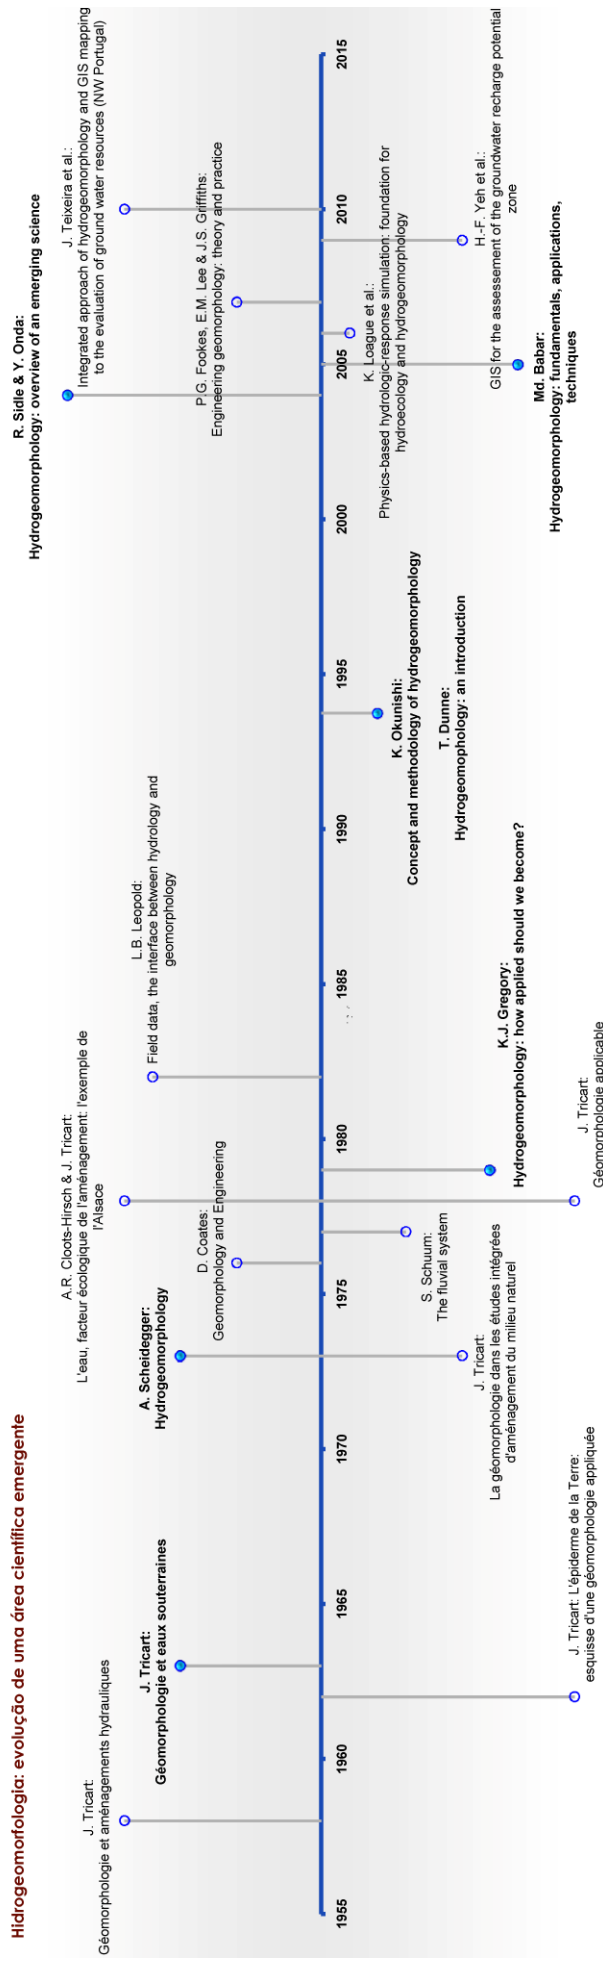 Hidrogeomorfologia: evolução de uma área científica emergente
J. Tricart:
Géomorphologie et aménagements hydrauliques
J. Tricart:
Géomorphologie et eaux souterraines
A. Scheidegger:
Hydrogeomorphology
A.R. Cloots-Hirsch & J. Tricart:
L'eau, facteur écologique de l'aménagement: l'exemple de
l'Alsace
D. Coates:
Geomorphology and Engineering
L.B. Leopold:
Field data, the interface between hydrology and
geomorphology
R. Sidle & Y. Onda:
Hydrogeomorphology: overview of an emerging science
J. Teixeira et al.:
Integrated approach of hydrogeomorphology and GIS mapping
to the evaluation of ground water resources (NW Portugal)
P.G. Fookes, E.M. Lee & J.S. Griffiths:
Engineering geomorphology: theory and practice
1955
1960
1965
1970
1975
1980
1985
1990
1995
2000
2005
2010
2015
J. Tricart: L'épiderme de la Terre:
esquisse d'une géomorphologie appliquée
J. Tricart:
La géomorphologie dans les études intégrées
d'aménagement du milieu naturel
S. Schuum:
The fluvial system
J. Tricart:
Géomorphologie applicable
K.J. Gregory:
Hydrogeomorphology: how applied should we become?
K. Okunishi:
Concept and methodology of hydrogeomorphology
T. Dunne:
Hydrogeomophology: an introduction
K. Loague et al.:
Physics-based hydrologic-response simulation: foundation for
hydroecology and hydrogeomorphology
Md. Babar:
Hydrogeomorphology: fundamentals, applications,
techniques
H.-F. Yeh et al.:
GIS for the assessement of the groundwater recharge potential
zone